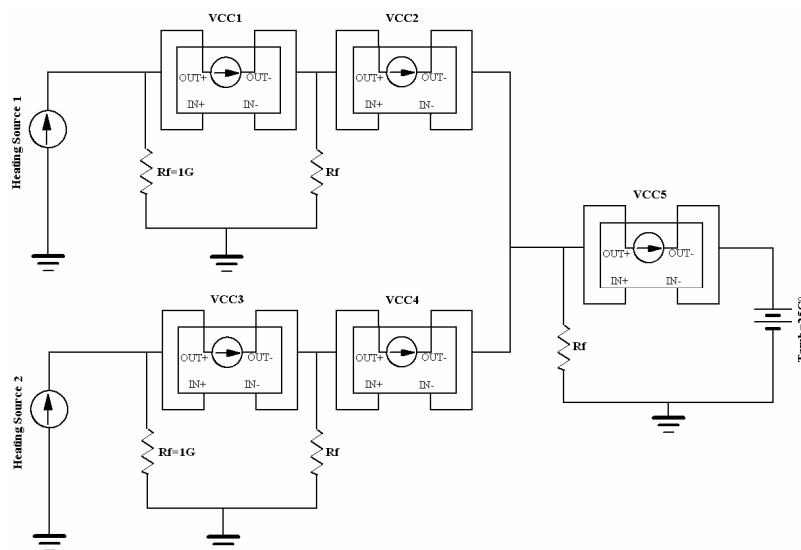 VCC1
VCC2
OUT+
OUT-
IN+
IN-
OUT+
OUT-
IN+
IN-
Heating Source 1
Rf=1G
Rf
VCC5
OUT+
OUT-
IN+
IN-
Rf
VCC3
VCC4
OUT+
OUT-
IN+
IN-
OUT+
OUT-
IN+
IN-
Heating Source 2
Rf=1G
Rf